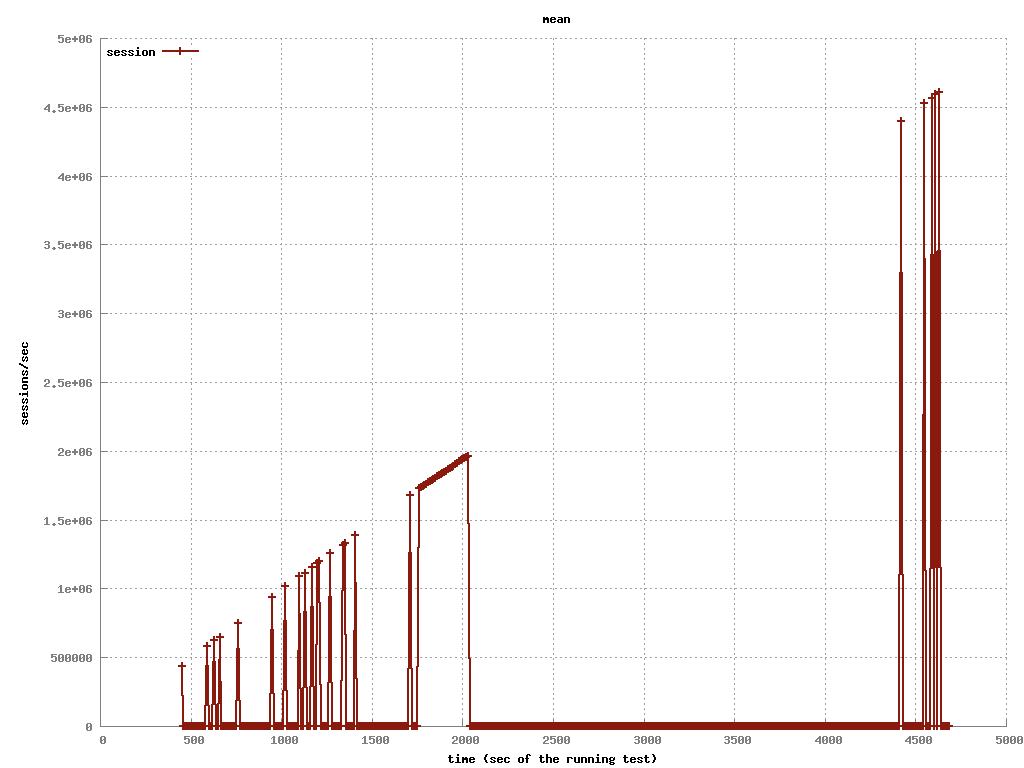 mean
session
5e+06
4.5e+06
4e+06
3.5e+06
3e+06
2.5e+06
2e+06
1.5e+06
1e+06
500000
0
sessions/sec
0 500 1000 1500 2000 2500 3000 3500 4000 4500 5000
time (sec of the running test)